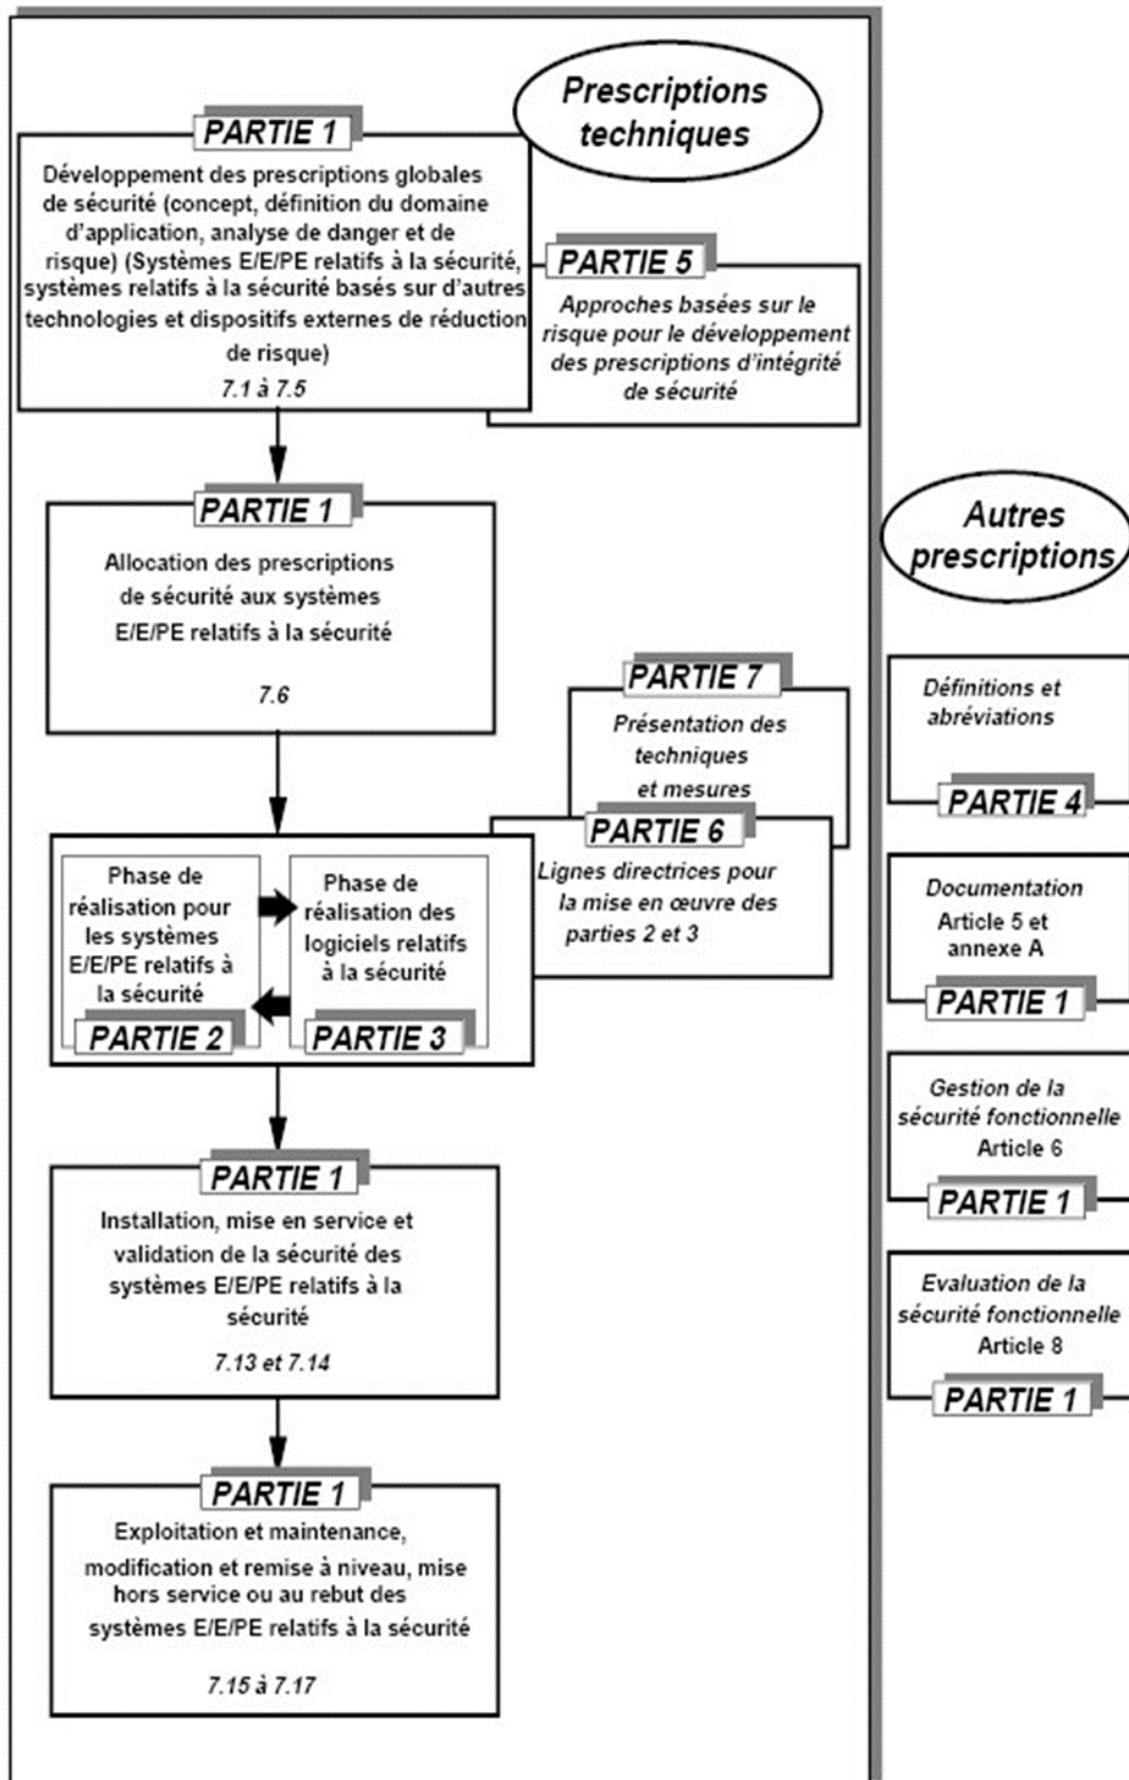 Prescriptions
techniques
PARTIE 1
Développement des prescriptions globales
de sécurité (concept, définition du domaine
d'application, analyse de danger et de
risque) (Systèmes E/E/PE relatifs à la sécurité,
systèmes relatifs à la sécurité basés sur d'autres
technologies et dispositifs externes de réduction
de risque)
7.1 à 7.5
PARTIE 5
Approches basées sur le
risque pour le développement
des prescriptions d'intégrité
de sécurité
PARTIE 1
Allocation des prescriptions
de sécurité aux systèmes
E/E/PE relatifs à la sécurité
7.6
PARTIE 7
Présentation des
techniques
et mesures
PARTIE 6
Lignes directrices pour
la mise en œuvre des
parties 2 et 3
Phase de
réalisation pour
les systèmes
E/E/PE relatifs à
la sécurité
PARTIE 2
Phase de
réalisation des
logiciels relatifs
à la sécurité
PARTIE 3
PARTIE 1
Installation, mise en service et
validation de la sécurité des
systèmes E/E/PE relatifs à la
sécurité
7.13 et 7.14
PARTIE 1
Exploitation et maintenance,
modification et remise à niveau, mise
hors service ou au rebut des
systèmes E/E/PE relatifs à la sécurité
7.15 à 7.17
Autres
prescriptions
Définitions et
abréviations
PARTIE 4
Documentation
Article 5 et
annexe A
PARTIE 1
Gestion de la
sécurité fonctionnelle
Article 6
PARTIE 1
Evaluation de la
sécurité fonctionnelle
Article 8
PARTIE 1